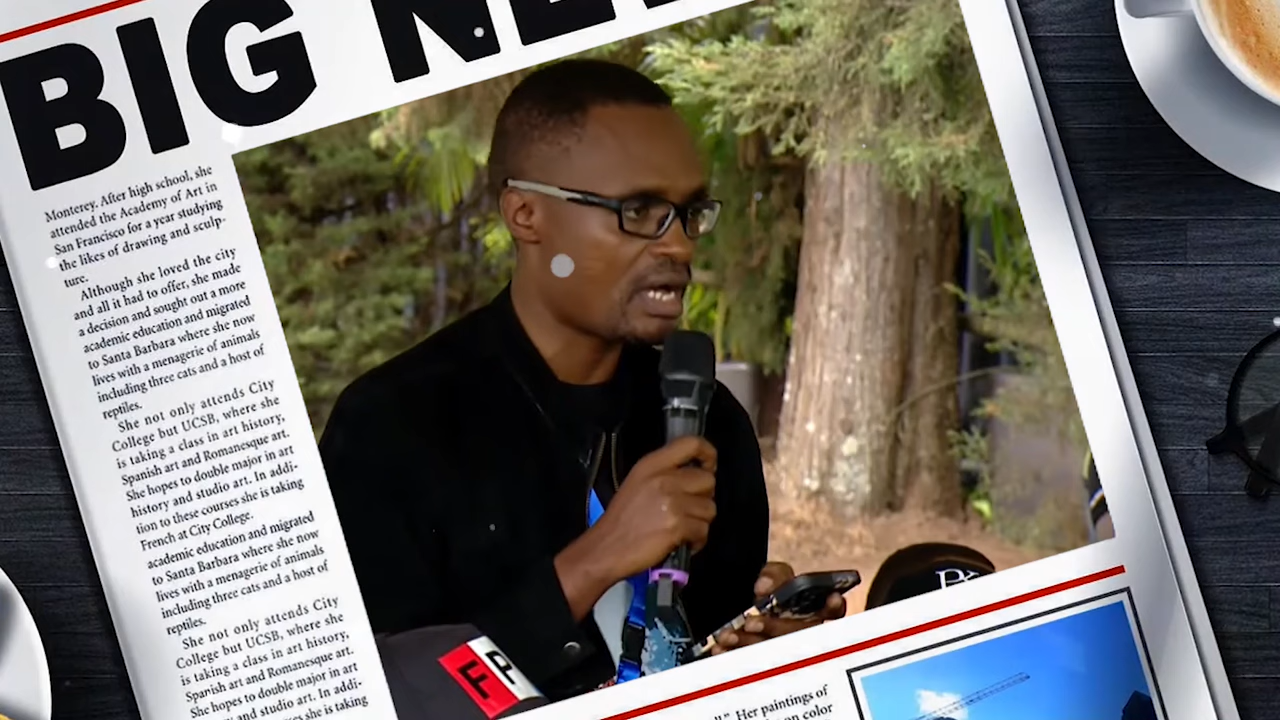 BIG NE
Monterey. After high school, she
attended the Academy of Art in
San Francisco for a year studying
the likes of drawing and sculp-
ture.
Although she loved the city
and all it had to offer, she made
a decision and sought out a more
academic education and migrated
to Santa Barbara where she now
lives with a menagerie of animals
including three cats and a host of
reptiles.
She not only attends City
College but UCSB, where she
is taking a class in art history,
Spanish art and Romanesque art.
She hopes to double major in art
history and studio art. In addi-
tion to these courses she is taking
French at City College.
academic education and migrated
to Santa Barbara where she now
lives with a menagerie of animals
including three cats and a host of
reptiles.
She not only attends City
College but UCSB, where she
is taking a class in art history,
Spanish art and Romanesque art.
She hopes to double major in art
history and studio art. In addi-
she is taking
Her paintings of
on color